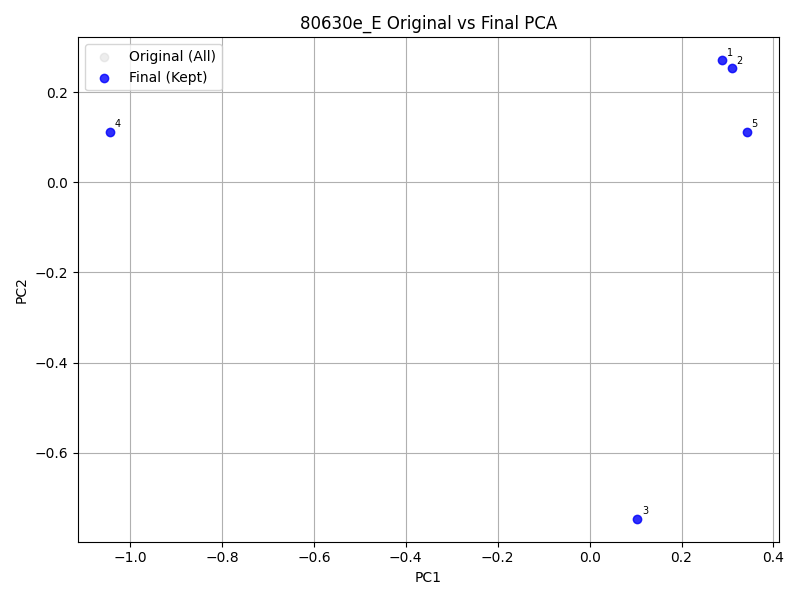 80630e_E Original vs Final PCA
Original (All)
Final (Kept)
1
2
4
5
3
0.2
0.0
−0.2
−0.4
−0.6
PC2
−1.0 −0.8 −0.6 −0.4 −0.2 0.0 0.2 0.4
PC1